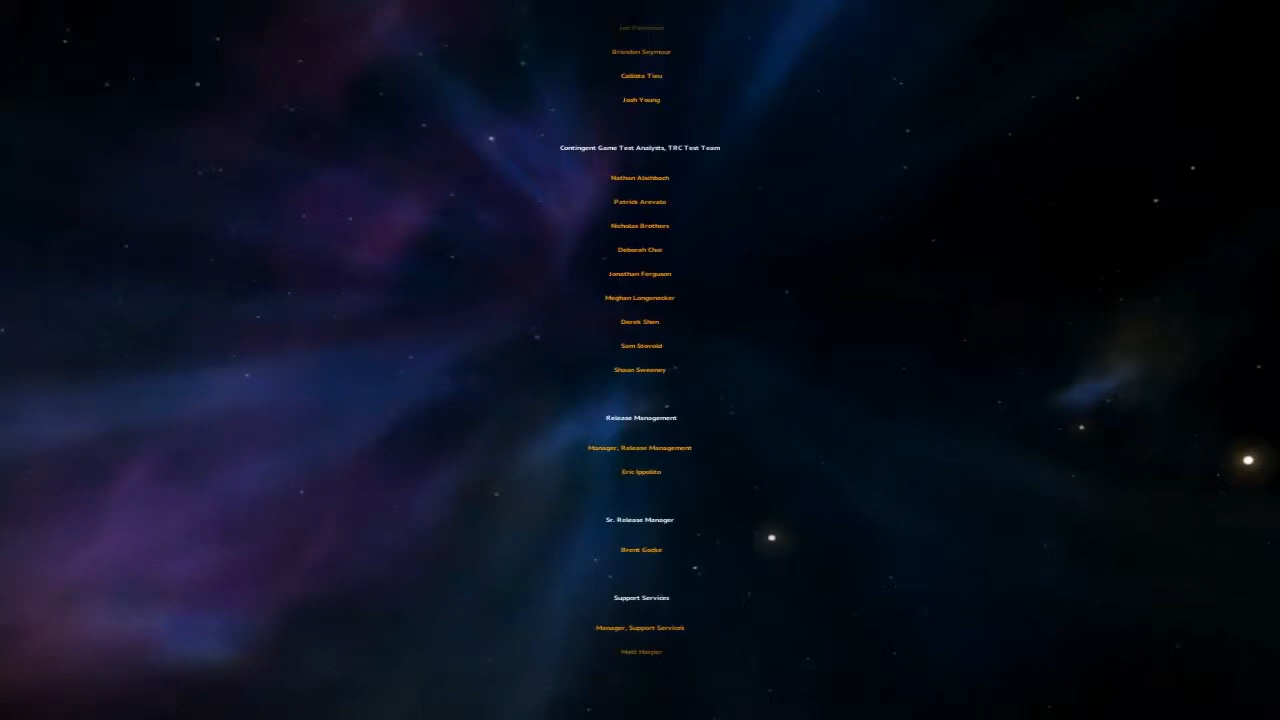 Brandon Seymour
Callista Tieu
Josh Young
Contingent Game Test Analysts, TRC Test Team
Nathan Alschbach
Patrick Arevalo
Nicholas Brothers
Deborah Choi
Jonathan Ferguson
Meghan Longenecker
Derek Shen
Sam Stovold
Shaun Sweeney
Release Management
Manager, Release Management
Eric Ippolito
Sr. Release Manager
Brent Gocke
Support Services
Manager, Support Services
Matt